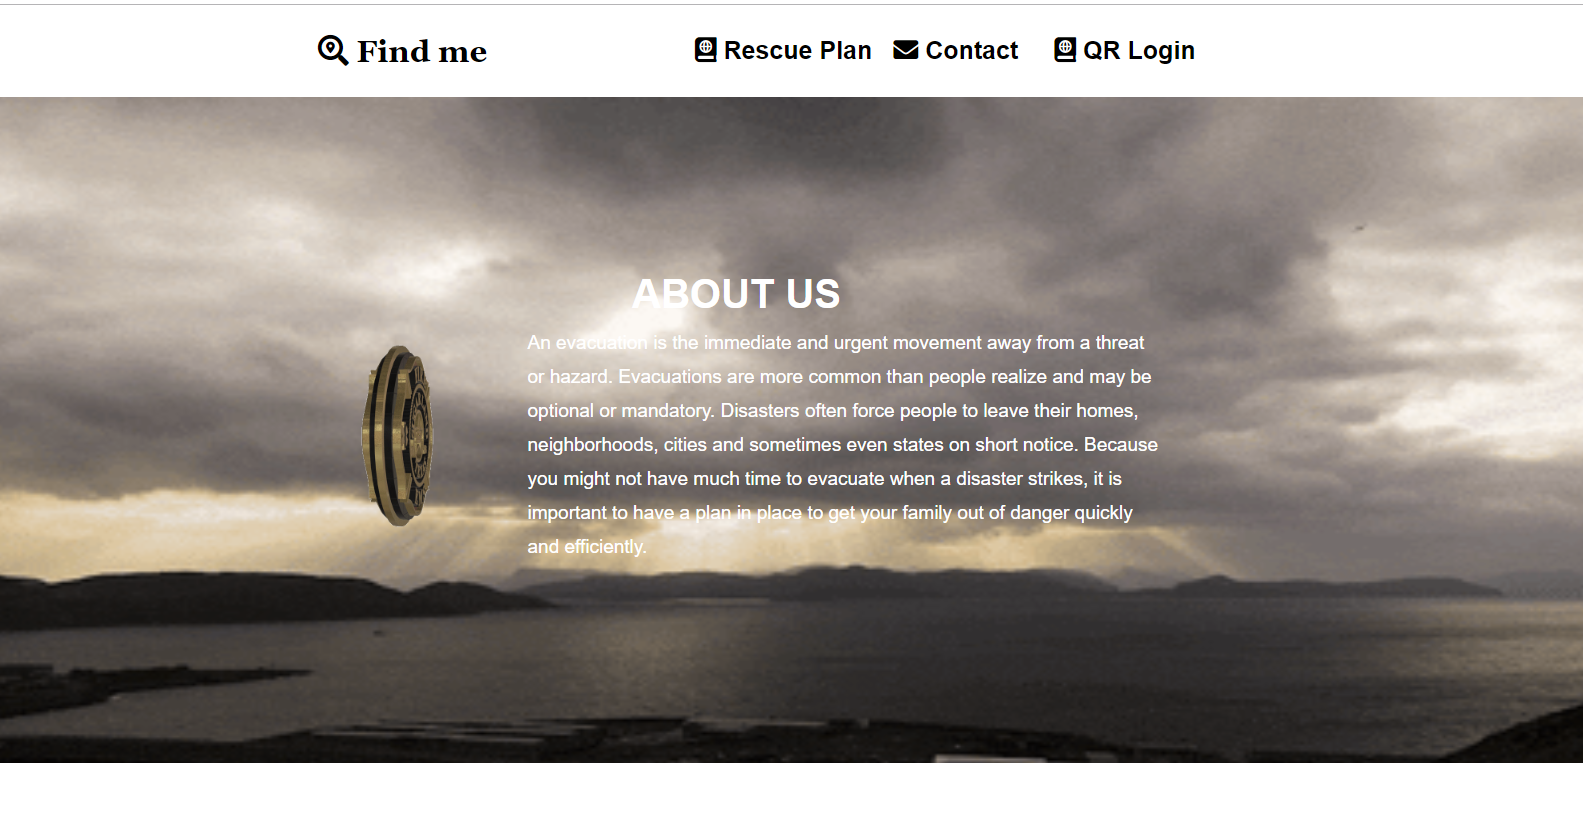 Find me
Rescue Plan
Contact
QR Login
ABOUT US
An evacuation is the immediate and urgent movement away from a threat
or hazard. Evacuations are more common than people realize and may be
optional or mandatory. Disasters often force people to leave their homes,
neighborhoods, cities and sometimes even states on short notice. Because
you might not have much time to evacuate when a disaster strikes, it is
important to have a plan in place to get your family out of danger quickly
and efficiently.